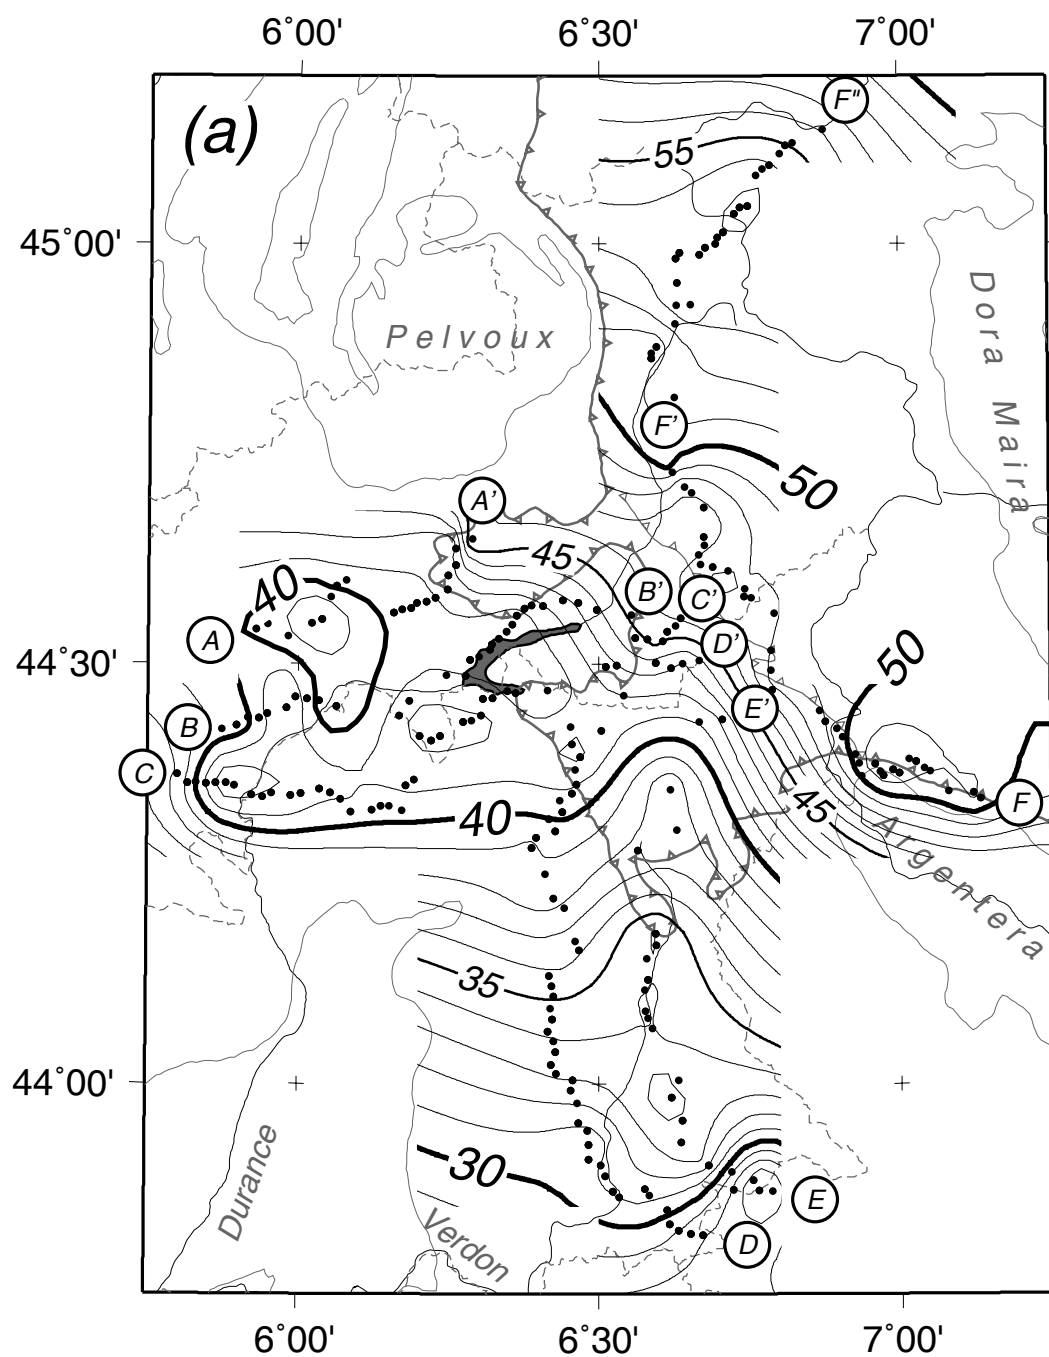 6°00' 6°30' 7°00'
(a)
F"
55
45°00'
Pelvoux
Dora Maira
F'
50
A'
45
40
B'
C'
A
D'
50
E'
B
C
45
F
40
Argentera
35
44°30'
44°00'
30
E
Durance
Verdon
D
6°00' 6°30' 7°00'